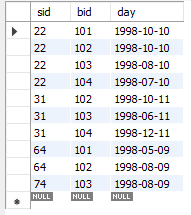 sid bid day
22 101 1998-10-10
22 102 1998-10-10
22 103 1998-08-10
22 104 1998-07-10
31 102 1998-10-11
31 103 1998-06-11
31 104 1998-12-11
64 101 1998-05-09
64 102 1998-08-09
74 103 1998-08-09
NULL NULL NULL